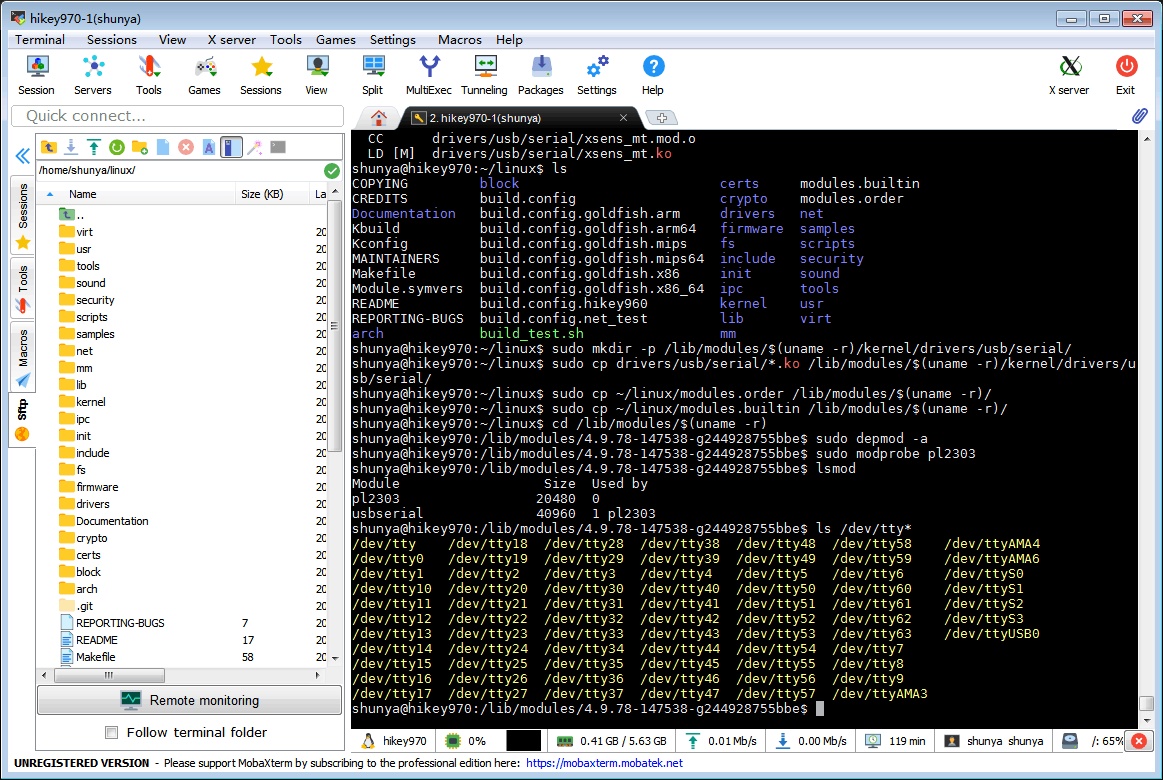 hikey970-1(shunya)
Terminal Sessions View X server Tools Games Settings Macros Help
Session Servers Tools Games Sessions View Split MultiExec Tunneling Packages Settings Help X server Exit
Quick connect...
2. hikey970-1(shunya)
/home/shunya/linux/
Name Size (KB) La
..
virt 20
usr 20
tools 20
sound 20
security 20
scripts 20
samples 20
net 20
mm 20
lib 20
kernel 20
ipc 20
init 20
include 20
fs 20
firmware 20
drivers 20
Documentation 20
crypto 20
certs 20
block 20
arch 20
.git 20
REPORTING-BUGS 7 20
README 17 20
Makefile 58 20
Sessions
Tools
Macros
Sftp
Remote monitoring
Follow terminal folder
CC drivers/usb/serial/xsens_mt.mod.o
LD [M] drivers/usb/serial/xsens_mt.ko
shunya@hikey970:~/linux$ ls
COPYING block certs modules.builtin
CREDITS build.config crypto modules.order
Documentation build.config.goldfish.arm drivers net
Kbuild build.config.goldfish.arm64 firmware samples
Kconfig build.config.goldfish.mips fs scripts
MAINTAINERS build.config.goldfish.mips64 include security
Makefile build.config.goldfish.x86 init sound
Module.symvers build.config.goldfish.x86_64 ipc tools
README build.config.hikey960 kernel usr
REPORTING-BUGS build.config.net_test lib virt
arch build_test.sh mm
shunya@hikey970:~/linux$ sudo mkdir -p /lib/modules/$(uname -r)/kernel/drivers/usb/serial/
shunya@hikey970:~/linux$ sudo cp drivers/usb/serial/*.ko /lib/modules/$(uname -r)/kernel/drivers/u
sb/serial/
shunya@hikey970:~/linux$ sudo cp ~/linux/modules.order /lib/modules/$(uname -r)/
shunya@hikey970:~/linux$ sudo cp ~/linux/modules.builtin /lib/modules/$(uname -r)/
shunya@hikey970:~/linux$ cd /lib/modules/$(uname -r)
shunya@hikey970:/lib/modules/4.9.78-147538-g244928755bbe$ sudo depmod -a
shunya@hikey970:/lib/modules/4.9.78-147538-g244928755bbe$ sudo modprobe pl2303
shunya@hikey970:/lib/modules/4.9.78-147538-g244928755bbe$ lsmod
Module Size Used by
pl2303 20480 0
usbserial 40960 1 pl2303
shunya@hikey970:/lib/modules/4.9.78-147538-g244928755bbe$ ls /dev/tty*
/dev/tty /dev/tty18 /dev/tty28 /dev/tty38 /dev/tty48 /dev/tty58 /dev/ttyAMA4
/dev/tty0 /dev/tty19 /dev/tty29 /dev/tty39 /dev/tty49 /dev/tty59 /dev/ttyAMA6
/dev/tty1 /dev/tty2 /dev/tty3 /dev/tty4 /dev/tty5 /dev/tty6 /dev/ttyS0
/dev/tty10 /dev/tty20 /dev/tty30 /dev/tty40 /dev/tty50 /dev/tty60 /dev/ttyS1
/dev/tty11 /dev/tty21 /dev/tty31 /dev/tty41 /dev/tty51 /dev/tty61 /dev/ttyS2
/dev/tty12 /dev/tty22 /dev/tty32 /dev/tty42 /dev/tty52 /dev/tty62 /dev/ttyS3
/dev/tty13 /dev/tty23 /dev/tty33 /dev/tty43 /dev/tty53 /dev/tty63 /dev/ttyUSB0
/dev/tty14 /dev/tty24 /dev/tty34 /dev/tty44 /dev/tty54 /dev/tty7
/dev/tty15 /dev/tty25 /dev/tty35 /dev/tty45 /dev/tty55 /dev/tty8
/dev/tty16 /dev/tty26 /dev/tty36 /dev/tty46 /dev/tty56 /dev/tty9
/dev/tty17 /dev/tty27 /dev/tty37 /dev/tty47 /dev/tty57 /dev/ttyAMA3
shunya@hikey970:/lib/modules/4.9.78-147538-g244928755bbe$
hikey970 0% 0.41 GB / 5.63 GB 0.01 Mb/s 0.00 Mb/s 119 min shunya shunya /: 65%
UNREGISTERED VERSION - Please support MobaXterm by subscribing to the professional edition here: https://mobaxterm.mobatek.net